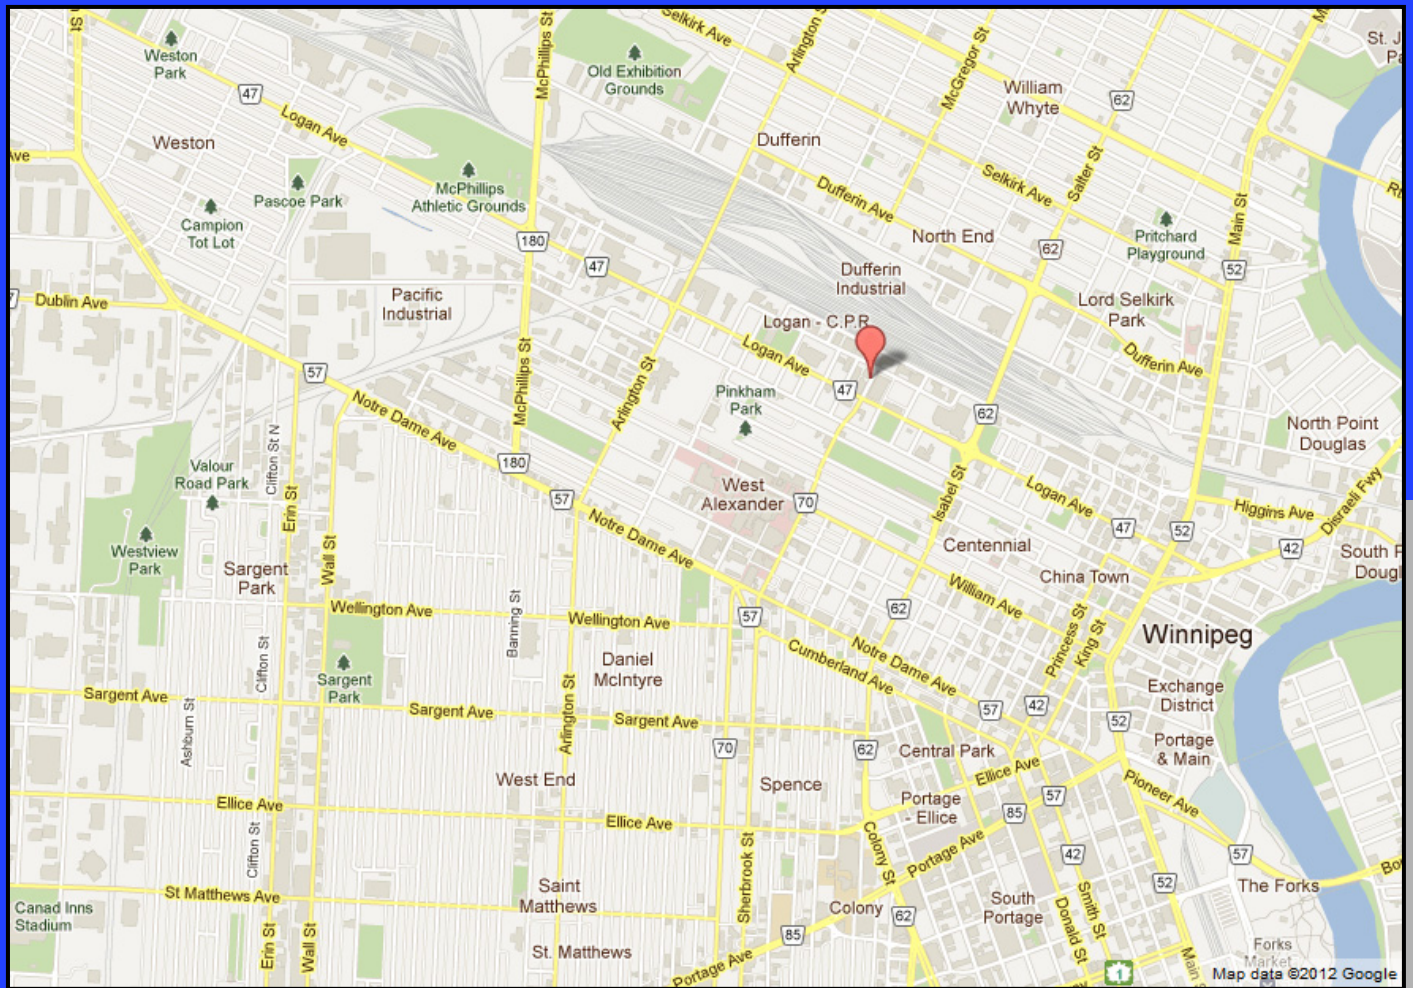 St
Selkirk Ave
Arlington S
McPhillips St
McGregor St
St. J
Pa
Weston
Park
Old Exhibition
Grounds
William
Whyte
62
47
Logan Ave
Weston
Dufferin
Ave
McPhillips
Athletic Grounds
Pascoe Park
Selkirk Ave
Salter St
Dufferin Ave
Main St
Campion
Tot Lot
Pritchard
Playground
North End
180
62
47
52
Dufferin
Industrial
Dublin Ave
Pacific
Industrial
Lord Selkirk
Park
Logan - C.P.R
Logan Ave
Dufferin Ave
57
McPhillips St
Arlington St
47
Pinkham
Park
Notre Dame Ave
62
North Point
Douglas
Clifton St N
180
Valour
Road Park
Erin St
57
West
Alexander
70
Isabel St
Logan Ave
47
52
Higgins Ave
Disraeli Fwy
Notre Dame Ave
42
Westview
Park
Wall St
Centennial
South P
Dougl
Sargent
Park
China Town
William Ave
Wellington Ave
Banning St
Wellington Ave
57
62
Princess St
King St
Winnipeg
Clifton St
Daniel
McIntyre
Cumberland Ave
Notre Dame Ave
Sargent
Park
Exchange
District
Sargent Ave
Ashburn St
Sargent Ave
Arlington St
Sargent Ave
57
42
52
70
62
Central Park
Portage
& Main
West End
Spence
Ellice Ave
Pioneer Ave
Ellice Ave
Ellice Ave
Portage
- Ellice
85
57
Clifton St
Colony St
Portage Ave
42
57
Sherbrook St
St Matthews Ave
Saint
Matthews
52
The Forks
Canad Inns
Stadium
Colony
62
South
Portage
Smith St
Donald St
Erin St
Wall St
85
St. Matthews
Portage Ave
Main S
Forks
Market
1
Map data ©2012 Google